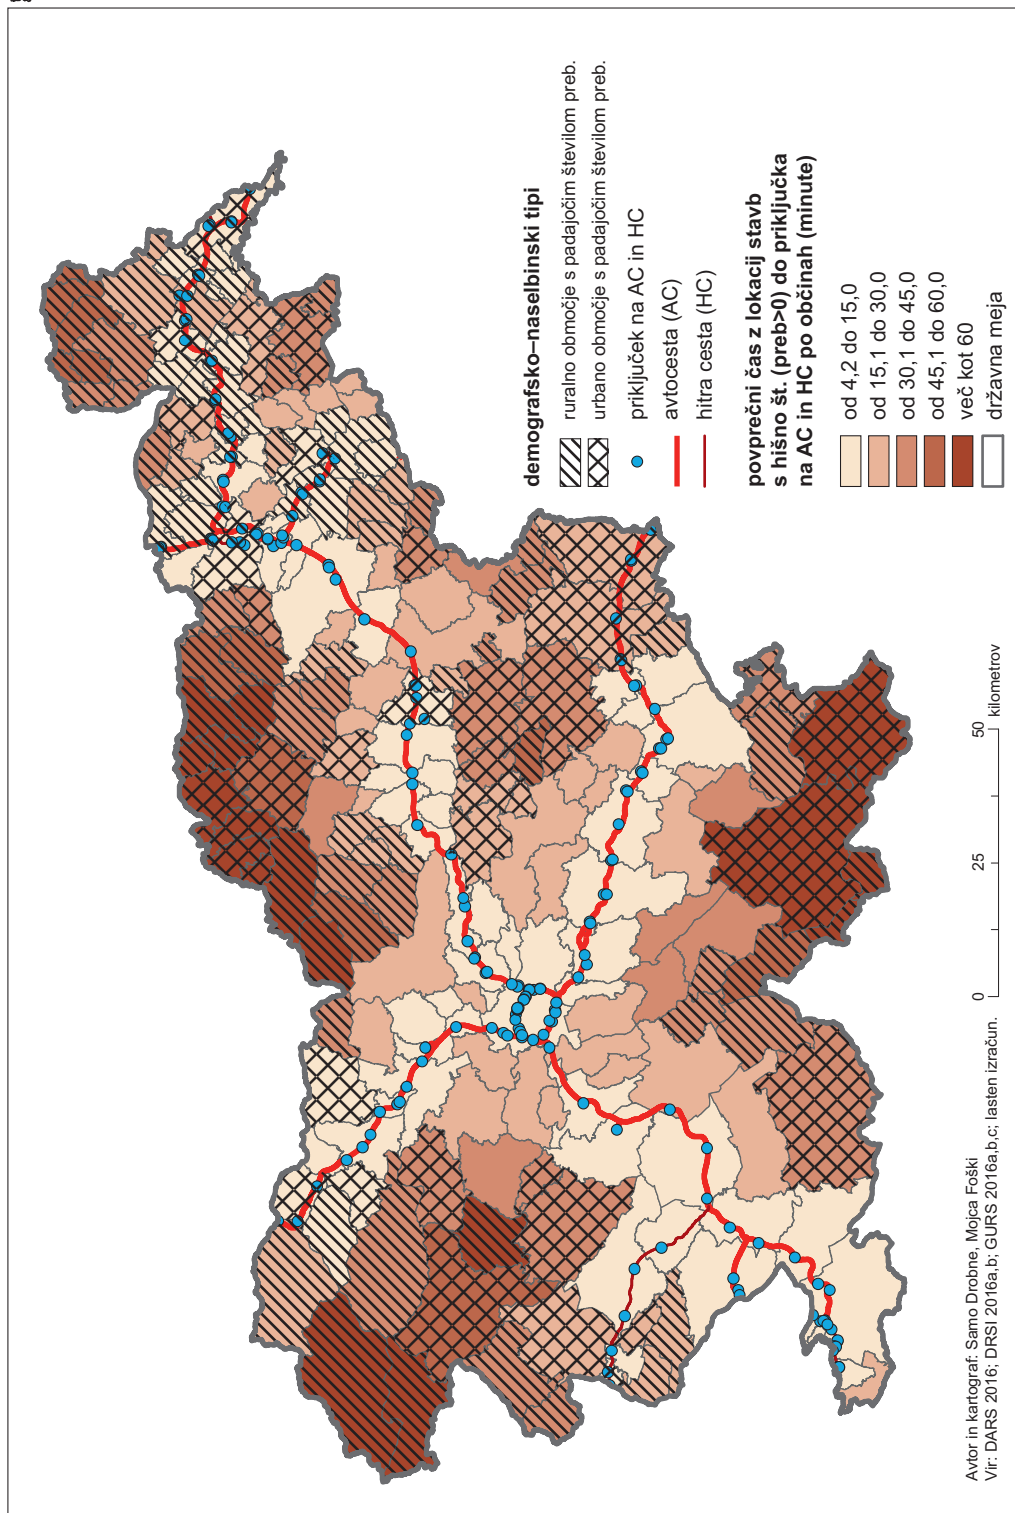 demografsko–naselbinski tipi
ruralno območje s padajočim številom preb.
urbano območje s padajočim številom preb.
priključek na AC in HC
avtocesta (AC)
hitra cesta (HC)
povprečni čas z lokacij stavb
s hišno št. (preb>0) do priključka
na AC in HC po občinah (minute)
od 4,2 do 15,0
od 15,1 do 30,0
od 30,1 do 45,0
od 45,1 do 60,0
več kot 60
državna meja
0 25 50
kilometrov
Avtor in kartograf: Samo Drobne, Mojca Foški
Vir: DARS 2016; DRSI 2016a,b; GURS 2016a,b,c; lasten izračun.